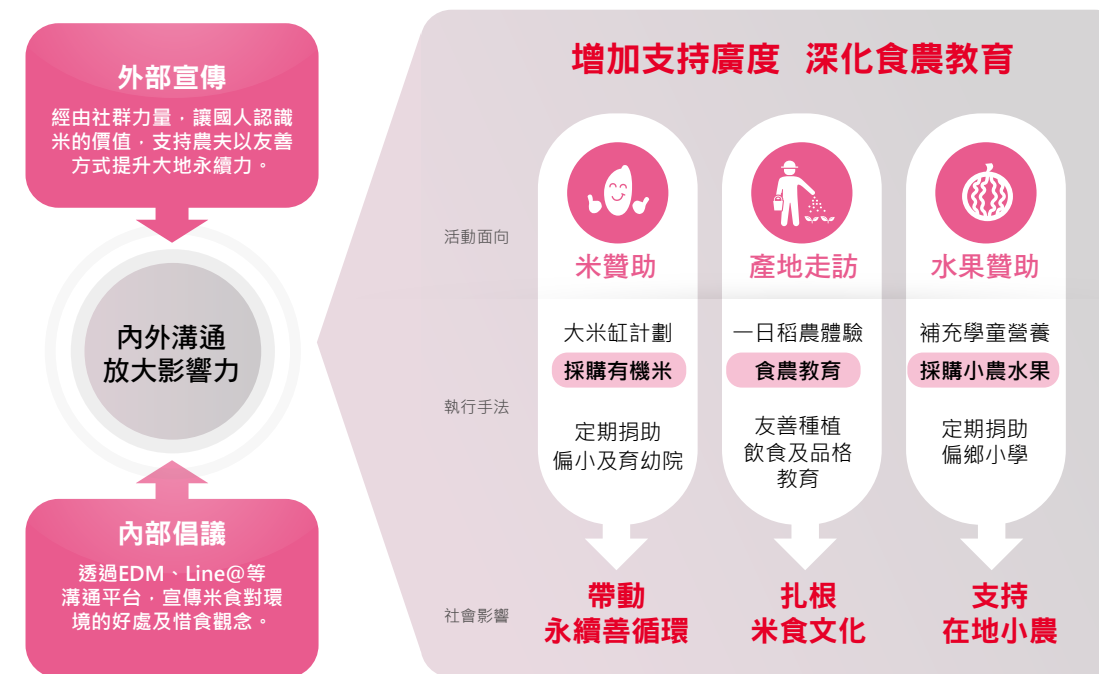 外部宣傳
經由社群力量，讓國人認識
米的價值，支持農夫以友善
方式提升大地永續力。
內外溝通
放大影響力
內部倡議
透過EDM、Line@等
溝通平台，宣傳米食對環
境的好處及惜食觀念。
增加支持廣度 深化食農教育
活動面向
米贊助
產地走訪
水果贊助
執行手法
大米缸計劃
採購有機米
定期捐助
偏小及育幼院
一日稻農體驗
食農教育
友善種植
飲食及品格
教育
補充學童營養
採購小農水果
定期捐助
偏鄉小學
社會影響
帶動
永續善循環
扎根
米食文化
支持
在地小農